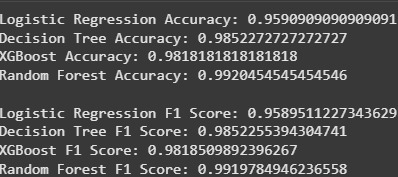 Logistic Regression Accuracy: 0.9590909090909091
Decision Tree Accuracy: 0.9852272727272727
XGBoost Accuracy: 0.9818181818181818
Random Forest Accuracy: 0.9920454545454546
Logistic Regression F1 Score: 0.9589511227343629
Decision Tree F1 Score: 0.9852255394304741
XGBoost F1 Score: 0.9818509892396267
Random Forest F1 Score: 0.9919784946236558